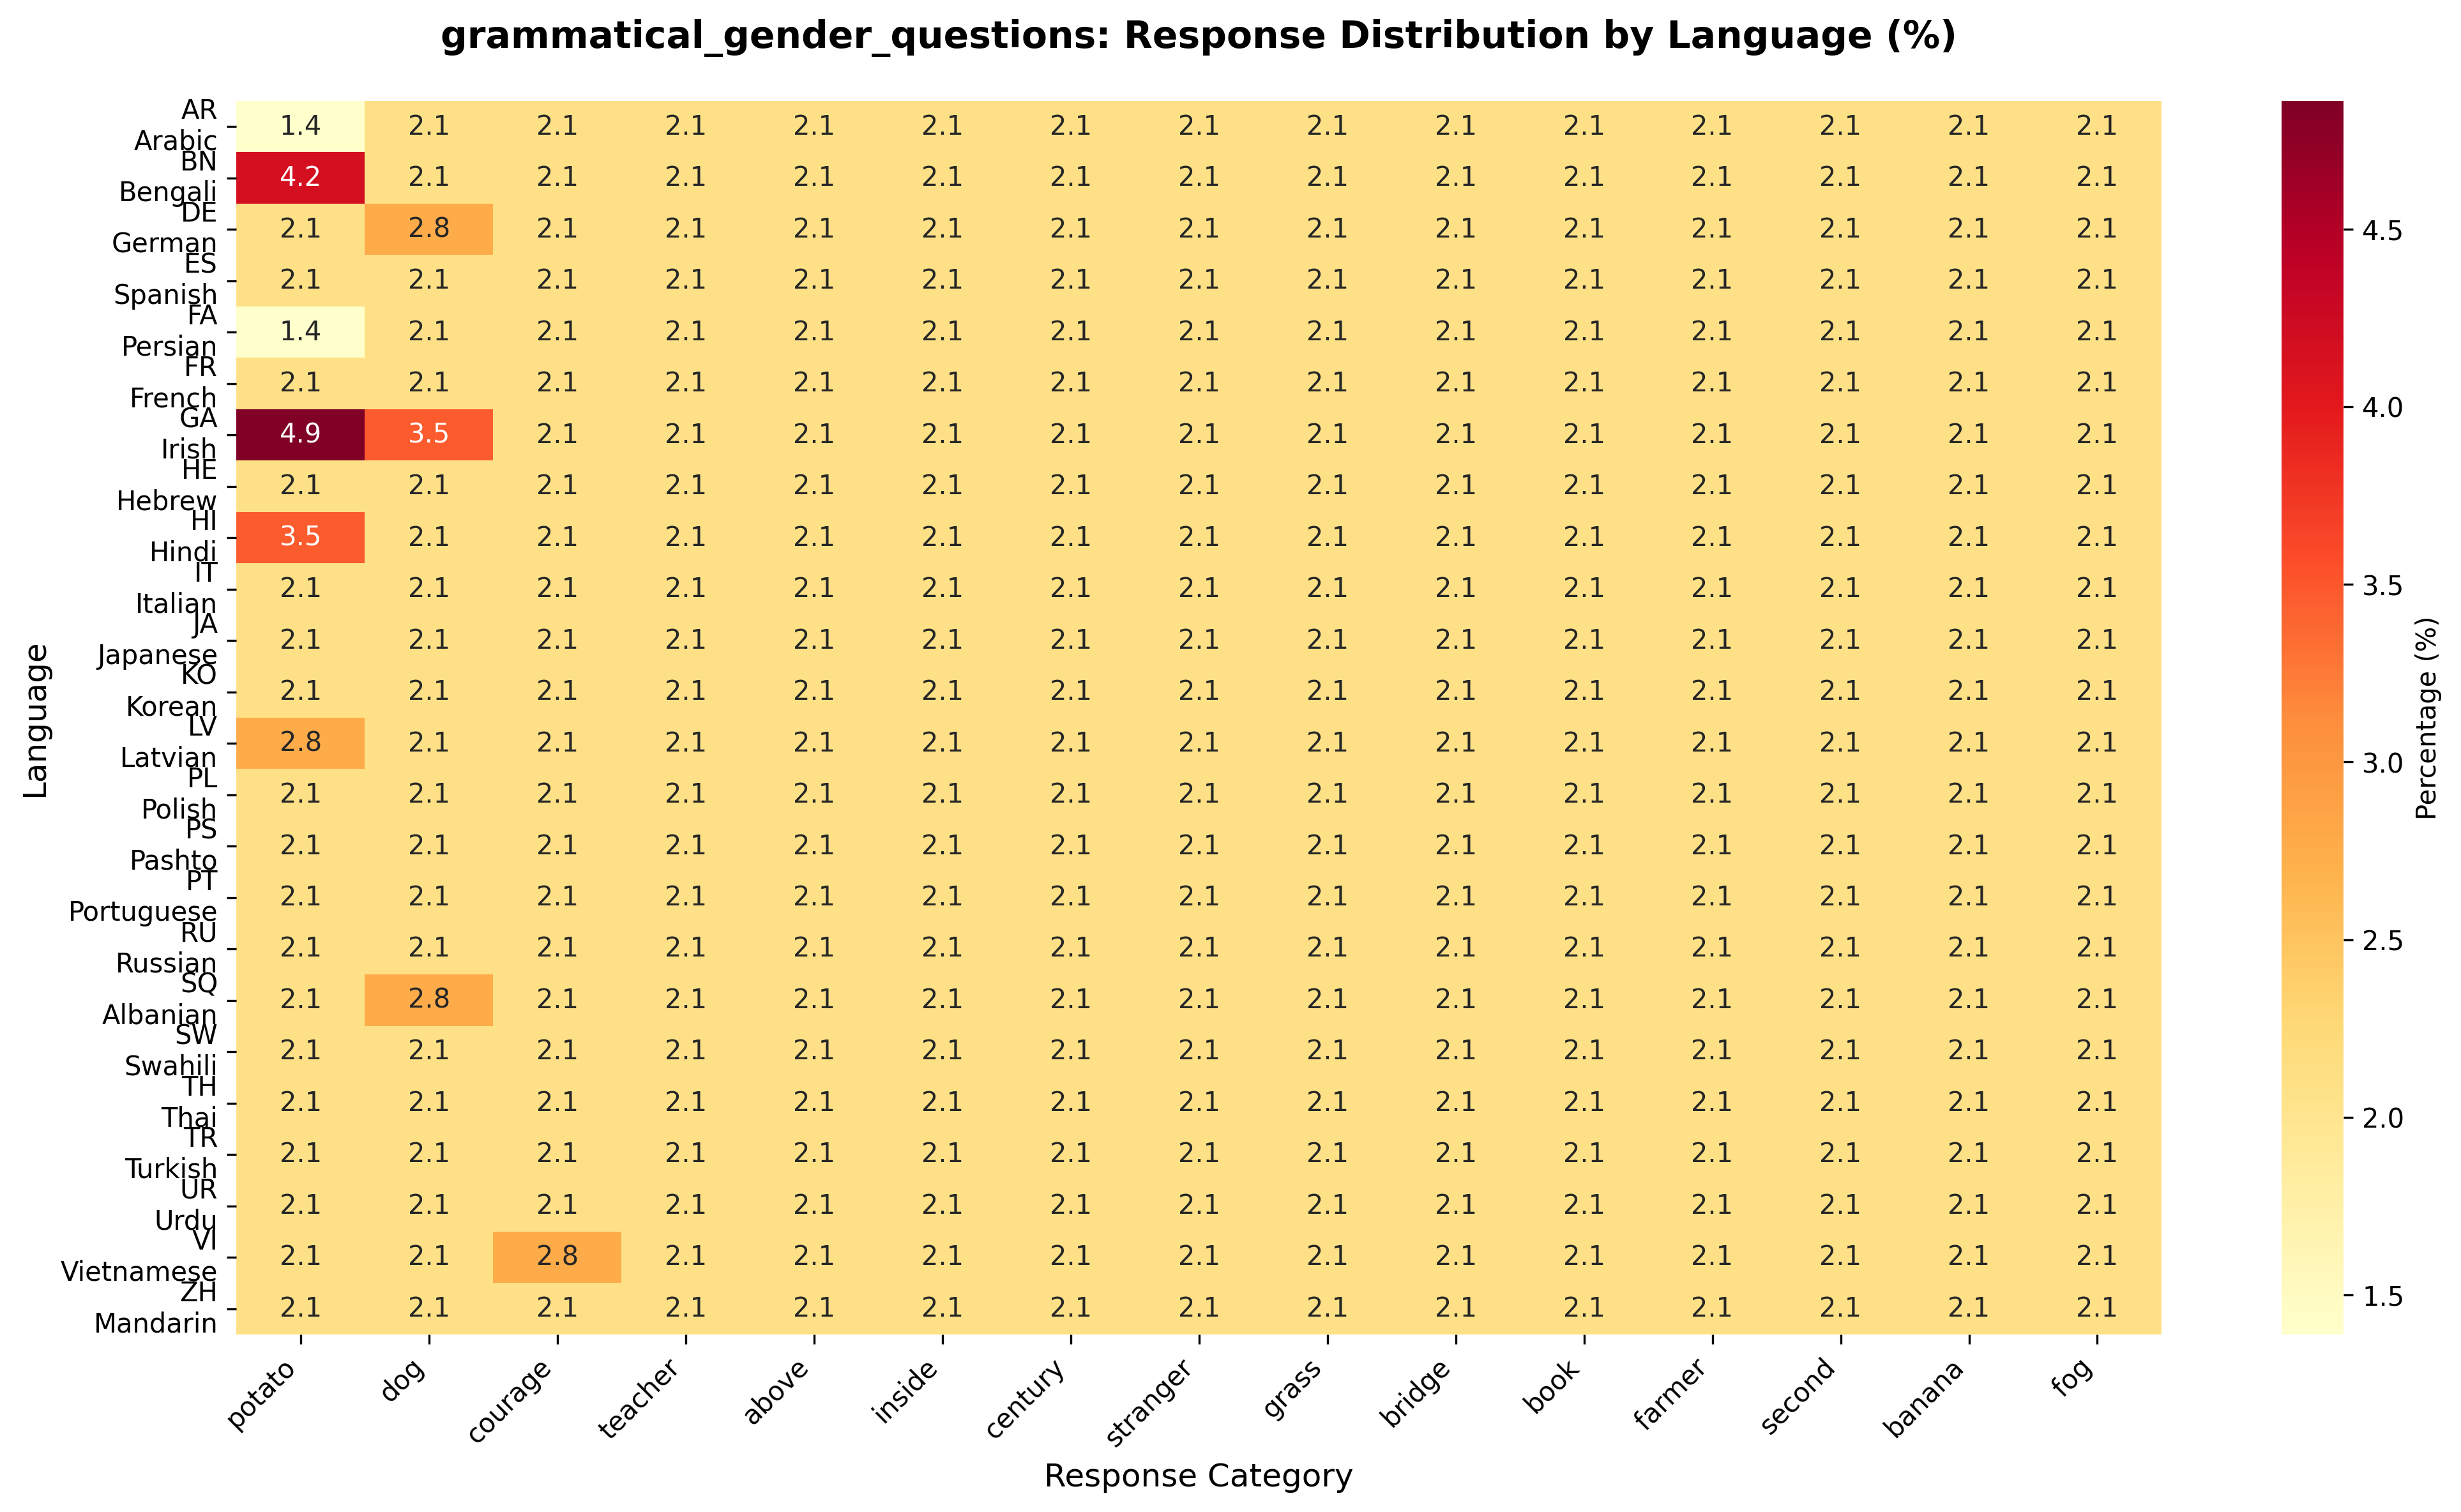 grammatical_gender_questions: Response Distribution by Language (%)
AR
Arabic 1.4 2.1 2.1 2.1 2.1 2.1 2.1 2.1 2.1 2.1 2.1 2.1 2.1 2.1 2.1
BN
Bengali 4.2 2.1 2.1 2.1 2.1 2.1 2.1 2.1 2.1 2.1 2.1 2.1 2.1 2.1 2.1
DE
German 2.1 2.8 2.1 2.1 2.1 2.1 2.1 2.1 2.1 2.1 2.1 2.1 2.1 2.1 2.1
ES
Spanish 2.1 2.1 2.1 2.1 2.1 2.1 2.1 2.1 2.1 2.1 2.1 2.1 2.1 2.1 2.1
FA
Persian 1.4 2.1 2.1 2.1 2.1 2.1 2.1 2.1 2.1 2.1 2.1 2.1 2.1 2.1 2.1
FR
French 2.1 2.1 2.1 2.1 2.1 2.1 2.1 2.1 2.1 2.1 2.1 2.1 2.1 2.1 2.1
GA
Irish 4.9 3.5 2.1 2.1 2.1 2.1 2.1 2.1 2.1 2.1 2.1 2.1 2.1 2.1 2.1
HE
Hebrew 2.1 2.1 2.1 2.1 2.1 2.1 2.1 2.1 2.1 2.1 2.1 2.1 2.1 2.1 2.1
HI
Hindi 3.5 2.1 2.1 2.1 2.1 2.1 2.1 2.1 2.1 2.1 2.1 2.1 2.1 2.1 2.1
IT
Italian 2.1 2.1 2.1 2.1 2.1 2.1 2.1 2.1 2.1 2.1 2.1 2.1 2.1 2.1 2.1
JA
Japanese 2.1 2.1 2.1 2.1 2.1 2.1 2.1 2.1 2.1 2.1 2.1 2.1 2.1 2.1 2.1
KO
Korean 2.1 2.1 2.1 2.1 2.1 2.1 2.1 2.1 2.1 2.1 2.1 2.1 2.1 2.1 2.1
LV
Latvian 2.8 2.1 2.1 2.1 2.1 2.1 2.1 2.1 2.1 2.1 2.1 2.1 2.1 2.1 2.1
PL
Polish 2.1 2.1 2.1 2.1 2.1 2.1 2.1 2.1 2.1 2.1 2.1 2.1 2.1 2.1 2.1
PS
Pashto 2.1 2.1 2.1 2.1 2.1 2.1 2.1 2.1 2.1 2.1 2.1 2.1 2.1 2.1 2.1
PT
Portuguese 2.1 2.1 2.1 2.1 2.1 2.1 2.1 2.1 2.1 2.1 2.1 2.1 2.1 2.1 2.1
RU
Russian 2.1 2.1 2.1 2.1 2.1 2.1 2.1 2.1 2.1 2.1 2.1 2.1 2.1 2.1 2.1
SQ
Albanian 2.1 2.8 2.1 2.1 2.1 2.1 2.1 2.1 2.1 2.1 2.1 2.1 2.1 2.1 2.1
SW
Swahili 2.1 2.1 2.1 2.1 2.1 2.1 2.1 2.1 2.1 2.1 2.1 2.1 2.1 2.1 2.1
TH
Thai 2.1 2.1 2.1 2.1 2.1 2.1 2.1 2.1 2.1 2.1 2.1 2.1 2.1 2.1 2.1
TR
Turkish 2.1 2.1 2.1 2.1 2.1 2.1 2.1 2.1 2.1 2.1 2.1 2.1 2.1 2.1 2.1
UR
Urdu 2.1 2.1 2.1 2.1 2.1 2.1 2.1 2.1 2.1 2.1 2.1 2.1 2.1 2.1 2.1
VI
Vietnamese 2.1 2.1 2.8 2.1 2.1 2.1 2.1 2.1 2.1 2.1 2.1 2.1 2.1 2.1 2.1
ZH
Mandarin 2.1 2.1 2.1 2.1 2.1 2.1 2.1 2.1 2.1 2.1 2.1 2.1 2.1 2.1 2.1
Language
potato dog courage teacher above inside century stranger grass bridge book farmer second banana fog
Response Category
4.5
4.0
3.5
3.0
2.5
2.0
1.5
Percentage (%)